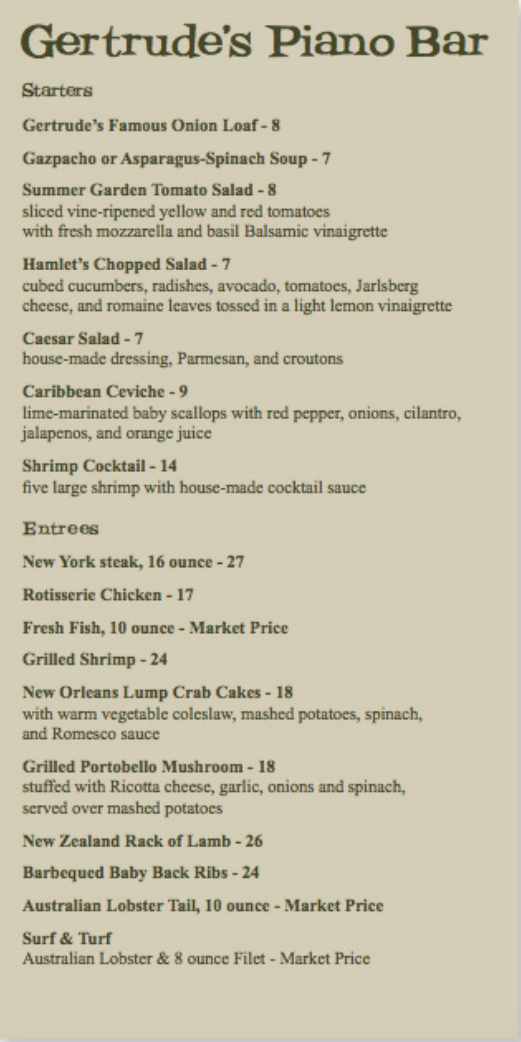 Gertrude's Piano Bar
Starters
Gertrude's Famous Onion Loaf - 8
Gazpacho or Asparagus-Spinach Soup - 7
Summer Garden Tomato Salad - 8
sliced vine-ripened yellow and red tomatoes
with fresh mozzarella and basil Balsamic vinaigrette
Hamlet's Chopped Salad - 7
cubed cucumbers, radishes, avocado, tomatoes, Jarlsberg
cheese, and romaine leaves tossed in a light lemon vinaigrette
Caesar Salad - 7
house-made dressing, Parmesan, and croutons
Caribbean Ceviche - 9
lime-marinated baby scallops with red pepper, onions, cilantro,
jalapenos, and orange juice
Shrimp Cocktail - 14
five large shrimp with house-made cocktail sauce
Entrees
New York steak, 16 ounce - 27
Rotisserie Chicken - 17
Fresh Fish, 10 ounce - Market Price
Grilled Shrimp - 24
New Orleans Lump Crab Cakes - 18
with warm vegetable coleslaw, mashed potatoes, spinach,
and Romesco sauce
Grilled Portobello Mushroom - 18
stuffed with Ricotta cheese, garlic, onions and spinach,
served over mashed potatoes
New Zealand Rack of Lamb - 26
Barbequed Baby Back Ribs - 24
Australian Lobster Tail, 10 ounce - Market Price
Surf & Turf
Australian Lobster & 8 ounce Filet - Market Price